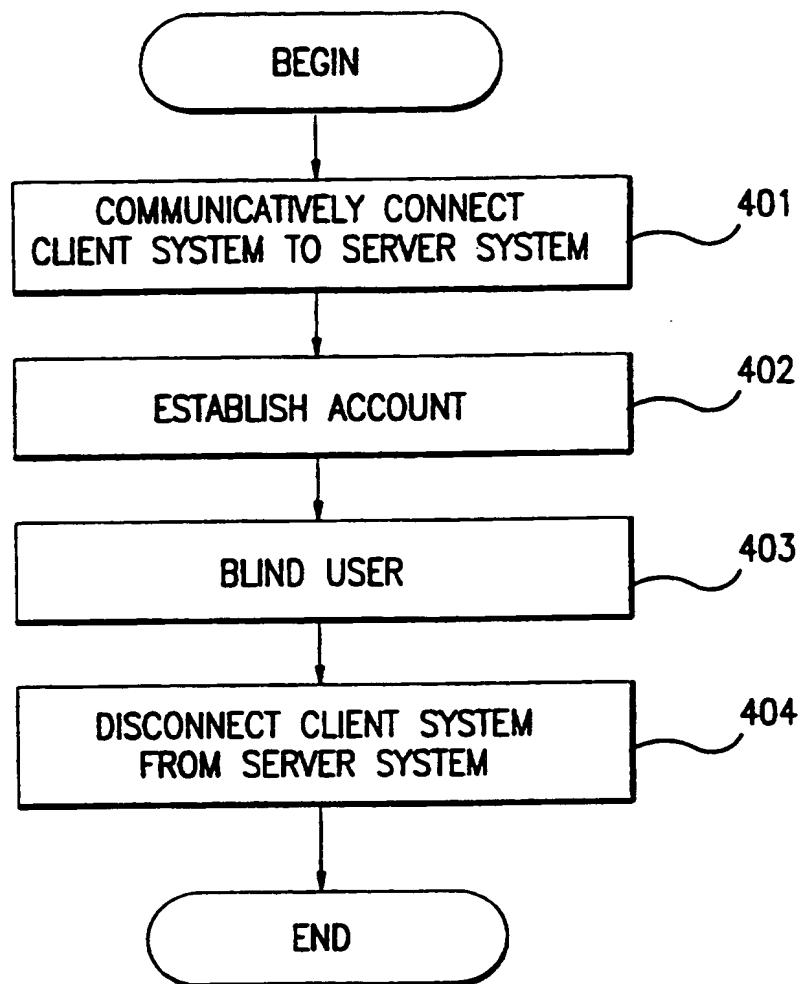 BEGIN
COMMUNICATIVELY CONNECT
CLIENT SYSTEM TO SERVER SYSTEM
401
ESTABLISH ACCOUNT
402
BLIND USER
403
DISCONNECT CLIENT SYSTEM
FROM SERVER SYSTEM
404
END